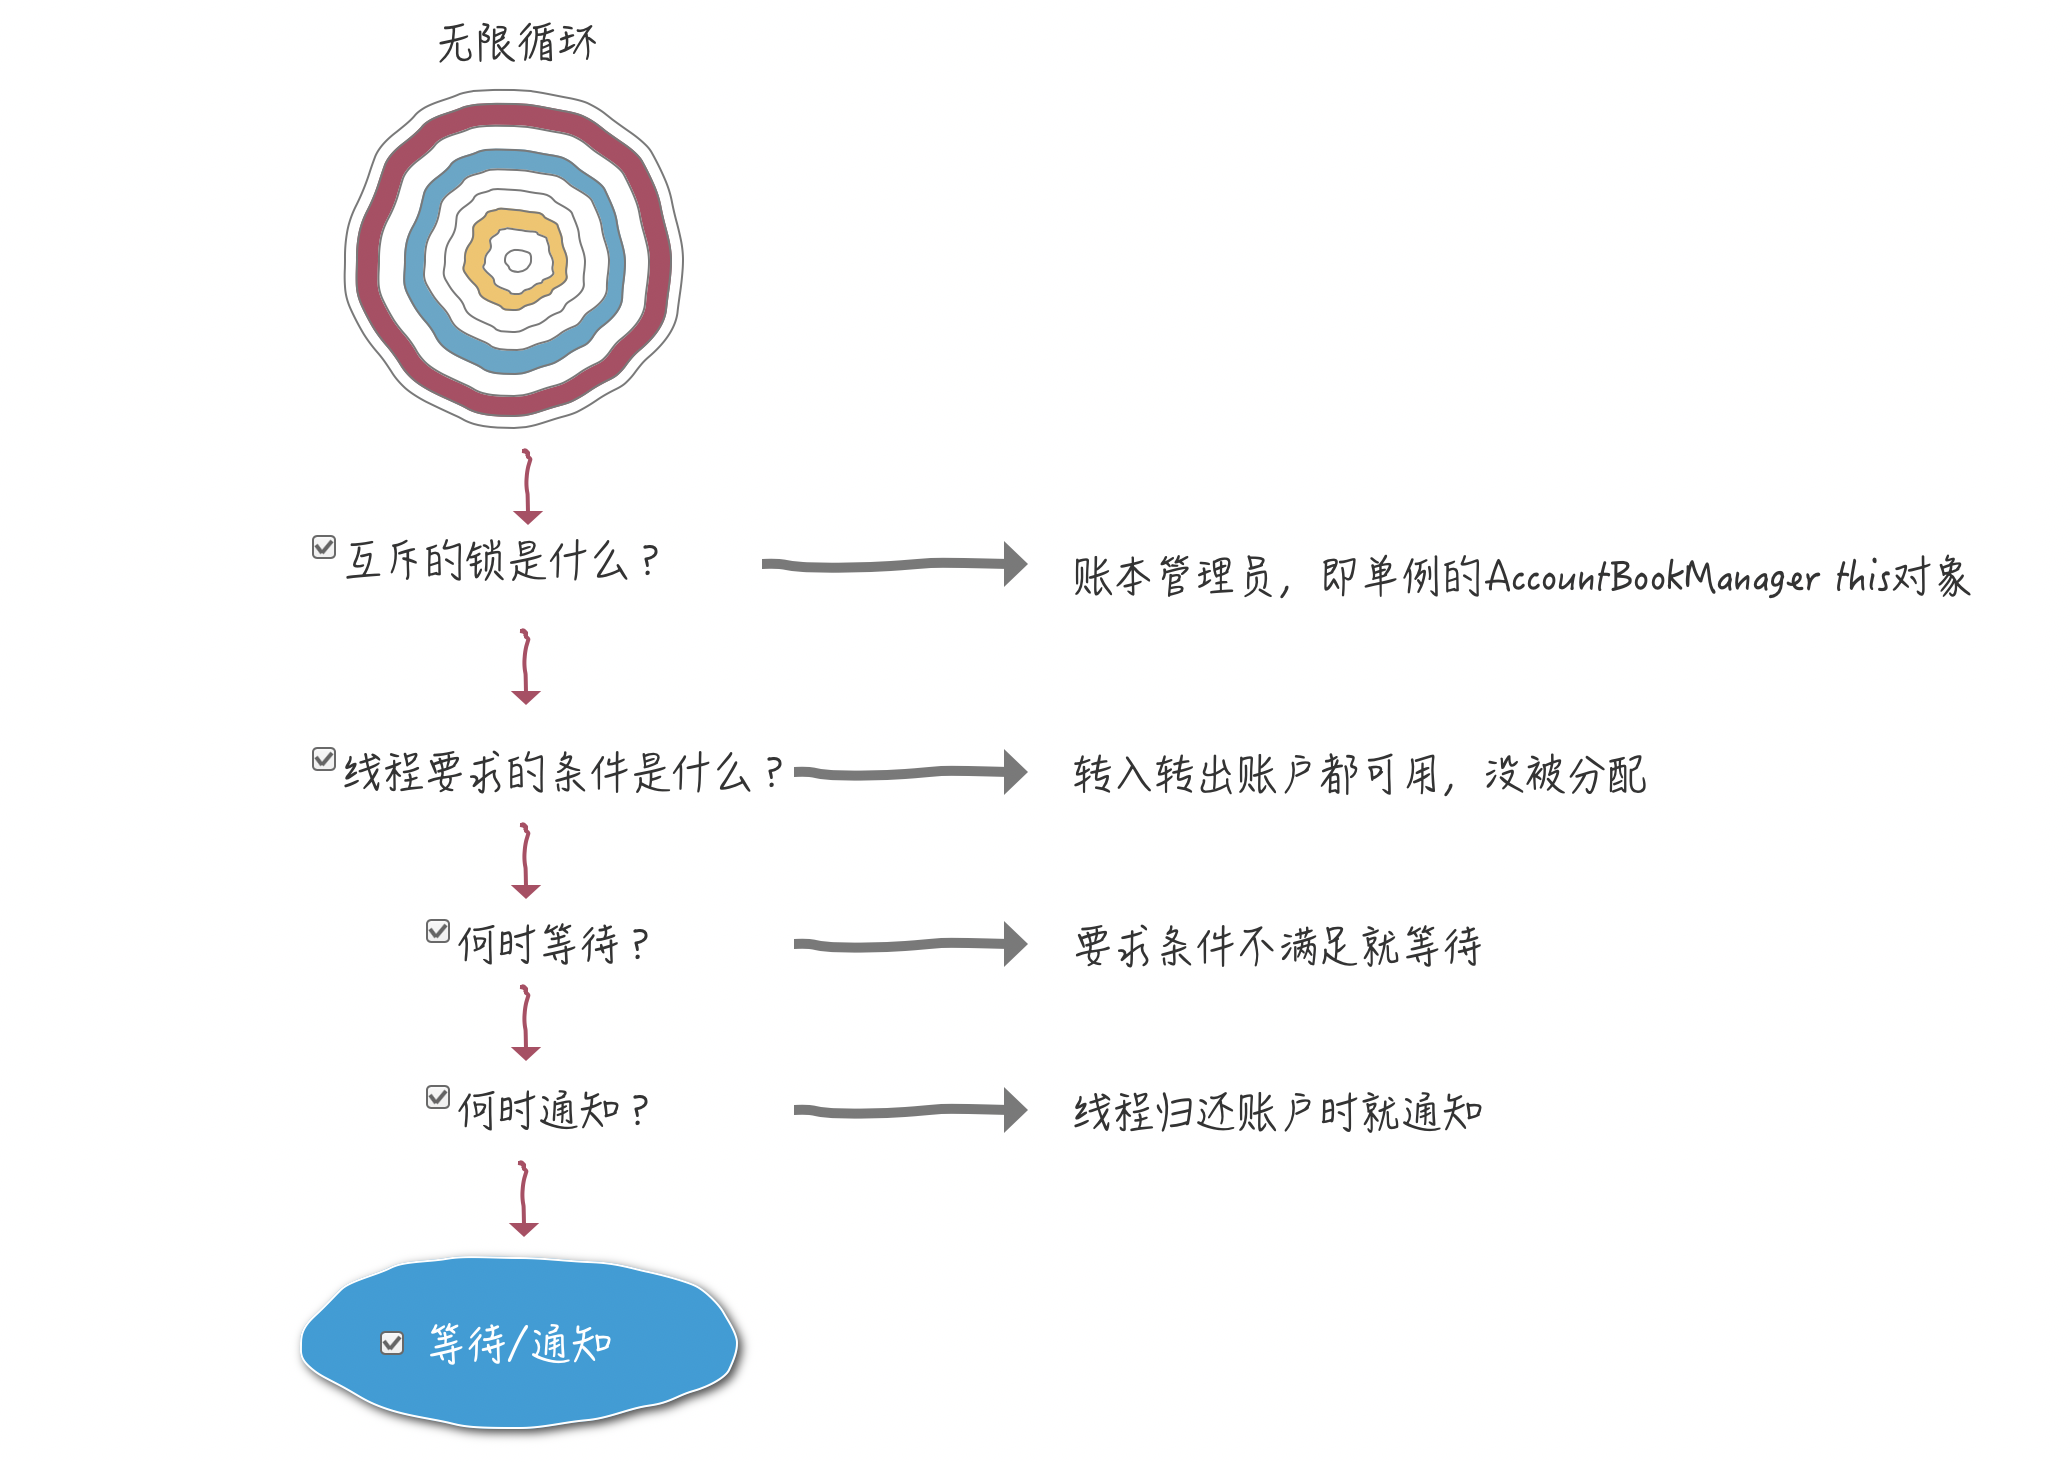 无限循环
互斥的锁是什么？
账本管理员，即单例的AccountBookManager this对象
线程要求的条件是什么？
转入转出账户都可用，没被分配
何时等待？
要求条件不满足就等待
何时通知？
线程归还账户时就通知
等待/通知